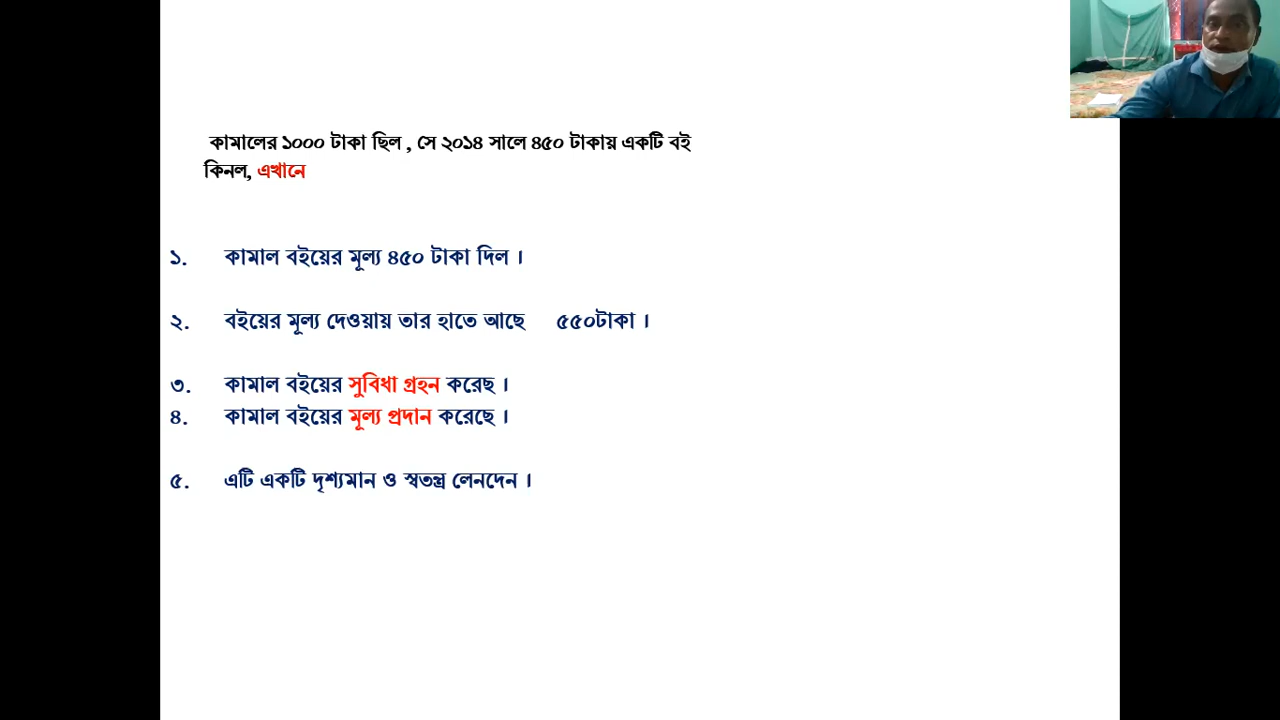 কামালের ১০০০ টাকা ছিল , সে ২০১৪ সালে ৪৫০ টাকায় একটি বই
কিনল, এখানে
১. কামাল বইয়ের মূল্য ৪৫০ টাকা দিল ।
২. বইয়ের মূল্য দেওয়ায় তার হাতে আছে ৫৫০টাকা ।
৩. কামাল বইয়ের সুবিধা গ্রহন করেছ ।
৪. কামাল বইয়ের মূল্য প্রদান করেছে ।
৫. এটি একটি দৃশ্যমান ও স্বতন্ত্র লেনদেন ।